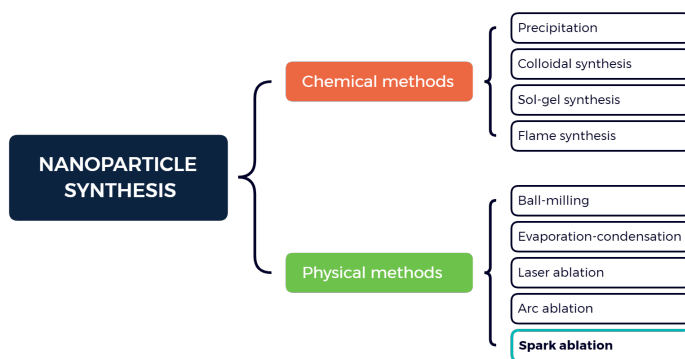 NANOPARTICLE
SYNTHESIS
Chemical methods
Precipitation
Colloidal synthesis
Sol-gel synthesis
Flame synthesis
Physical methods
Ball-milling
Evaporation-condensation
Laser ablation
Arc ablation
Spark ablation